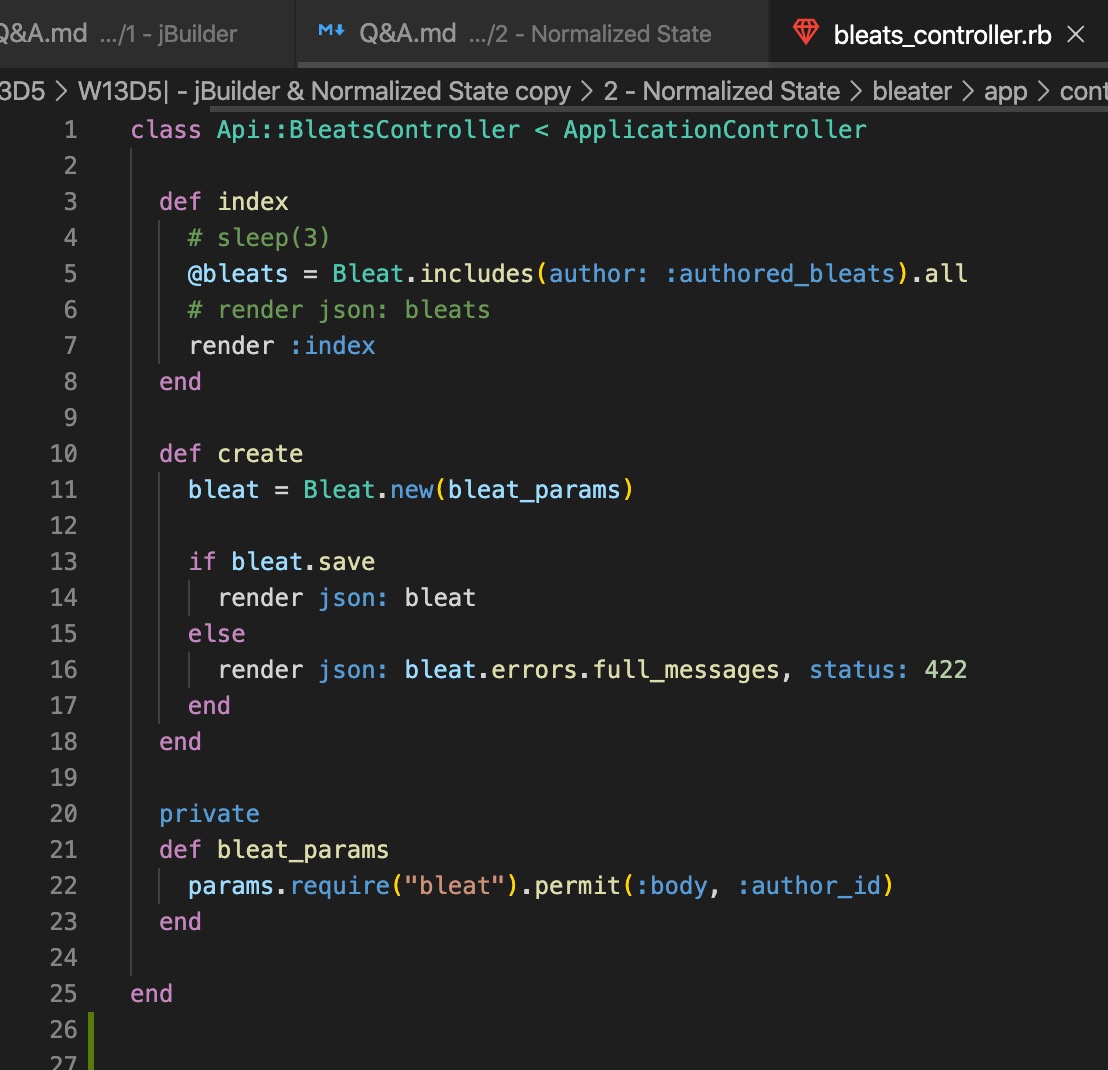 Q&A.md .../1 - jBuilder Q&A.md .../2 - Normalized State bleats_controller.rb
3D5 > W13D5| - jBuilder & Normalized State copy > 2 - Normalized State > bleater > app > cont
1 class Api::BleatsController < ApplicationController
2
3 def index
4 # sleep(3)
5 @bleats = Bleat.includes(author: :authored_bleats).all
6 # render json: bleats
7 render :index
8 end
9
10 def create
11 bleat = Bleat.new(bleat_params)
12
13 if bleat.save
14 render json: bleat
15 else
16 render json: bleat.errors.full_messages, status: 422
17 end
18 end
19
20 private
21 def bleat_params
22 params.require("bleat").permit(:body, :author_id)
23 end
24
25 end
26
27